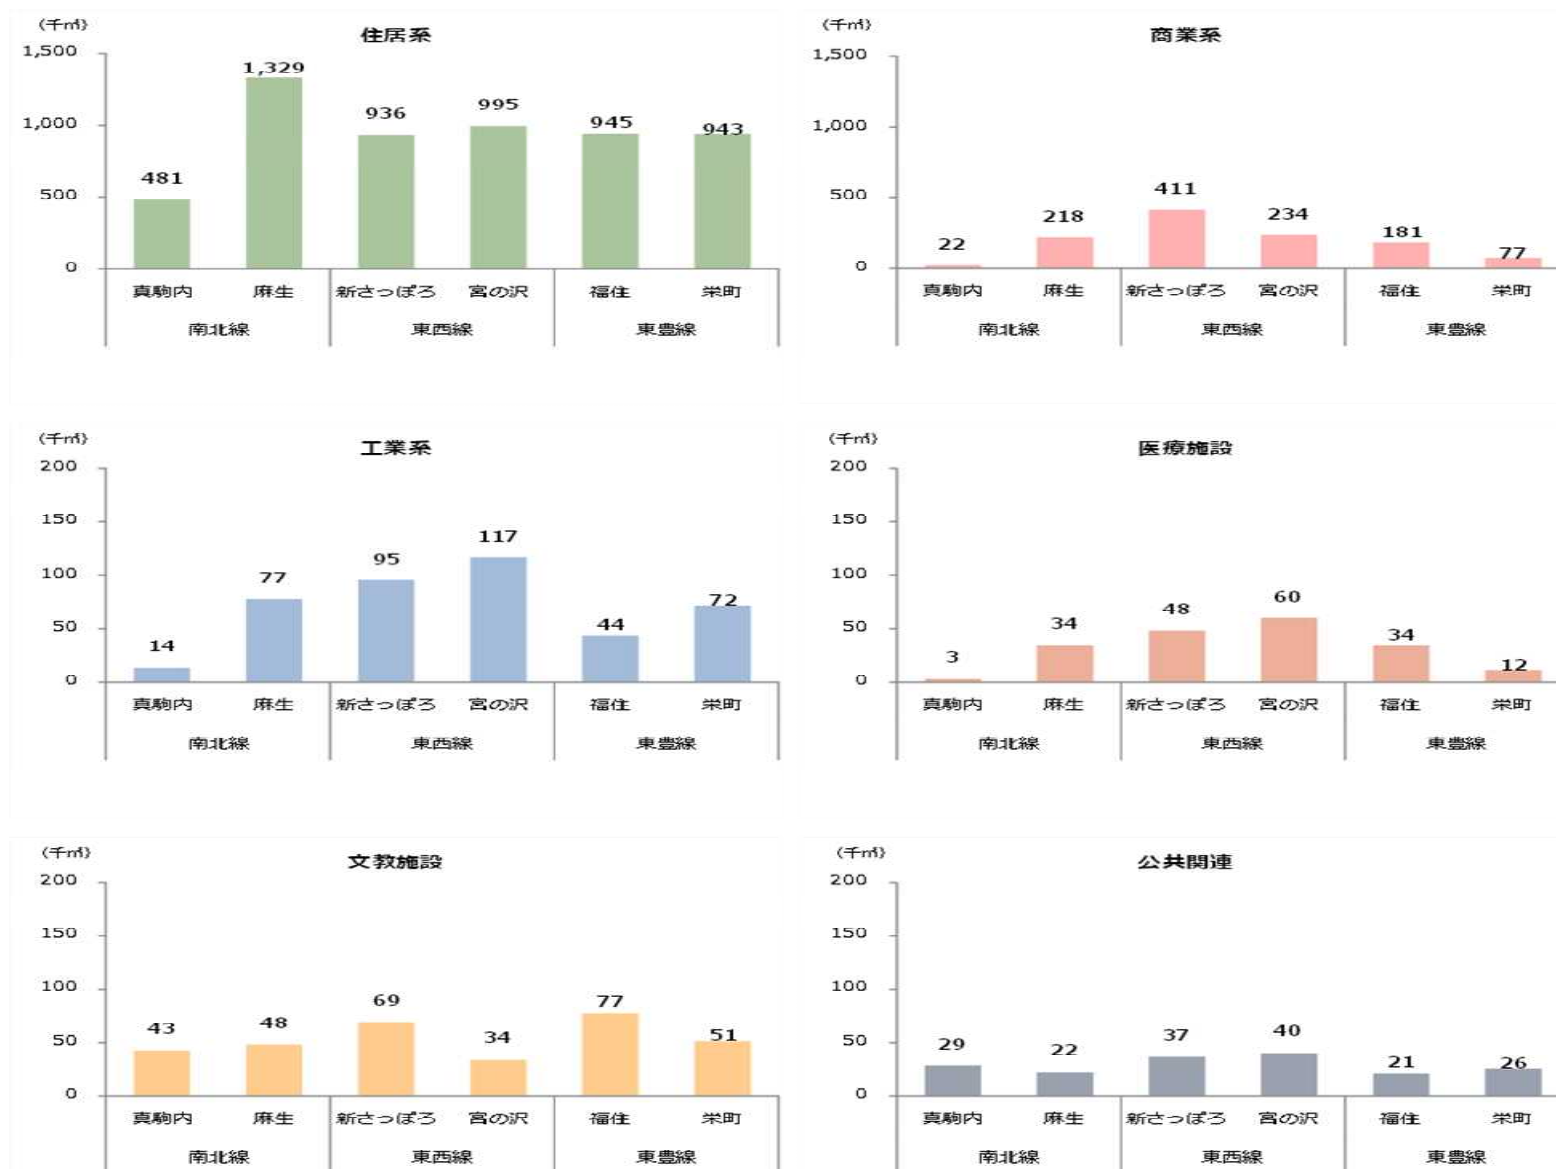 (千㎡)
住居系
1,500
1,000
500
0
481
1,329
936
995
945
943
真駒内 麻生 新さっぽろ 宮の沢 福住 栄町
南北線 東西線 東豊線
(千㎡)
商業系
1,500
1,000
500
0
22
218
411
234
181
77
真駒内 麻生 新さっぽろ 宮の沢 福住 栄町
南北線 東西線 東豊線
(千㎡)
工業系
200
150
100
50
0
14
77
95
117
44
72
真駒内 麻生 新さっぽろ 宮の沢 福住 栄町
南北線 東西線 東豊線
(千㎡)
医療施設
200
150
100
50
0
3
34
48
60
34
12
真駒内 麻生 新さっぽろ 宮の沢 福住 栄町
南北線 東西線 東豊線
(千㎡)
文教施設
200
150
100
50
0
43
48
69
34
77
51
真駒内 麻生 新さっぽろ 宮の沢 福住 栄町
南北線 東西線 東豊線
(千㎡)
公共関連
200
150
100
50
0
29
22
37
40
21
26
真駒内 麻生 新さっぽろ 宮の沢 福住 栄町
南北線 東西線 東豊線